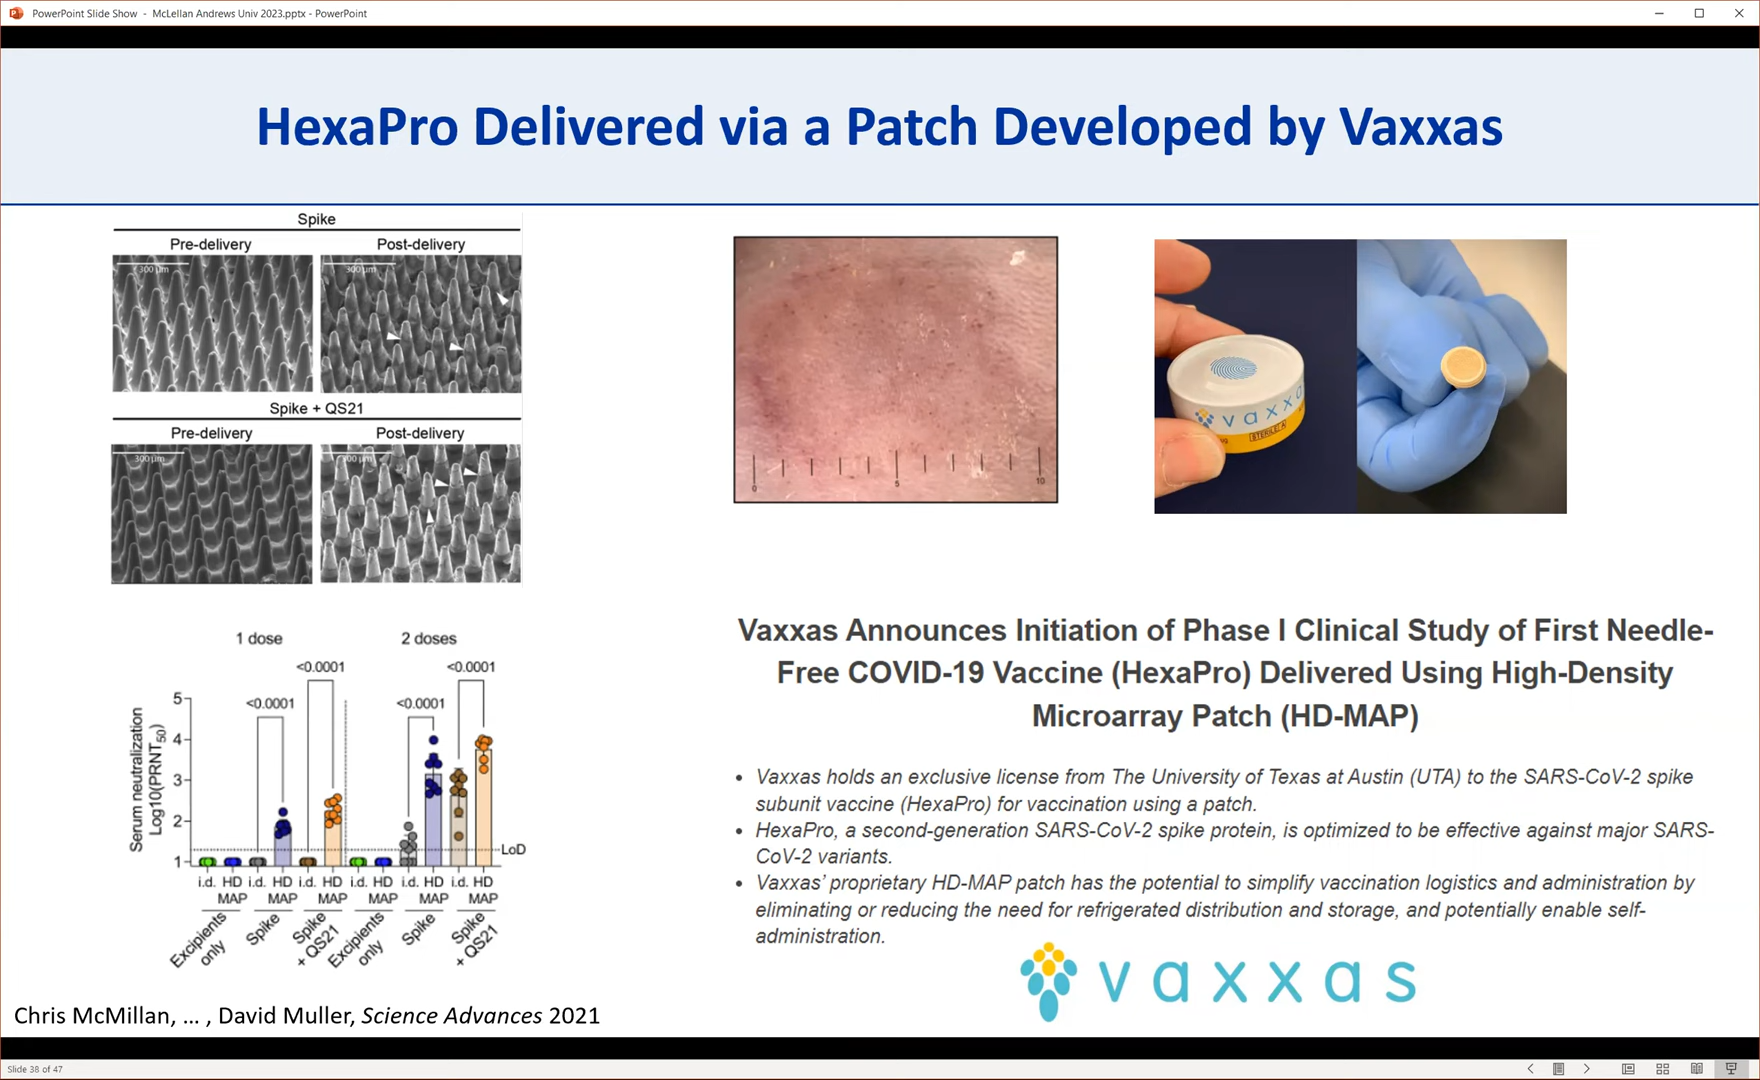 PowerPoint Slide Show - McLellan Andrews Univ 2023.pptx - PowerPoint
HexaPro Delivered via a Patch Developed by Vaxxas
Spike
Pre-delivery Post-delivery
300 µm 300 µm
Spike + QS21
Pre-delivery Post-delivery
300 µm 300 µm
0 5 10
vaxxa
STERILE A
1 dose 2 doses
<0.0001 <0.0001
<0.0001 <0.0001
Serum neutralization
Log10(PRNT50)
5
4
3
2
1
LoD
i.d. HD i.d. HD i.d. HD i.d. HD i.d. HD i.d. HD
MAP MAP MAP MAP MAP MAP
Excipients only
Spike
Spike + QS21
Excipients only
Spike
Spike + QS21
Chris McMillan, ... , David Muller, Science Advances 2021
Vaxxas Announces Initiation of Phase I Clinical Study of First Needle-
Free COVID-19 Vaccine (HexaPro) Delivered Using High-Density
Microarray Patch (HD-MAP)
• Vaxxas holds an exclusive license from The University of Texas at Austin (UTA) to the SARS-CoV-2 spike
subunit vaccine (HexaPro) for vaccination using a patch.
• HexaPro, a second-generation SARS-CoV-2 spike protein, is optimized to be effective against major SARS-
CoV-2 variants.
• Vaxxas' proprietary HD-MAP patch has the potential to simplify vaccination logistics and administration by
eliminating or reducing the need for refrigerated distribution and storage, and potentially enable self-
administration.
vaxxas
Slide 38 of 47